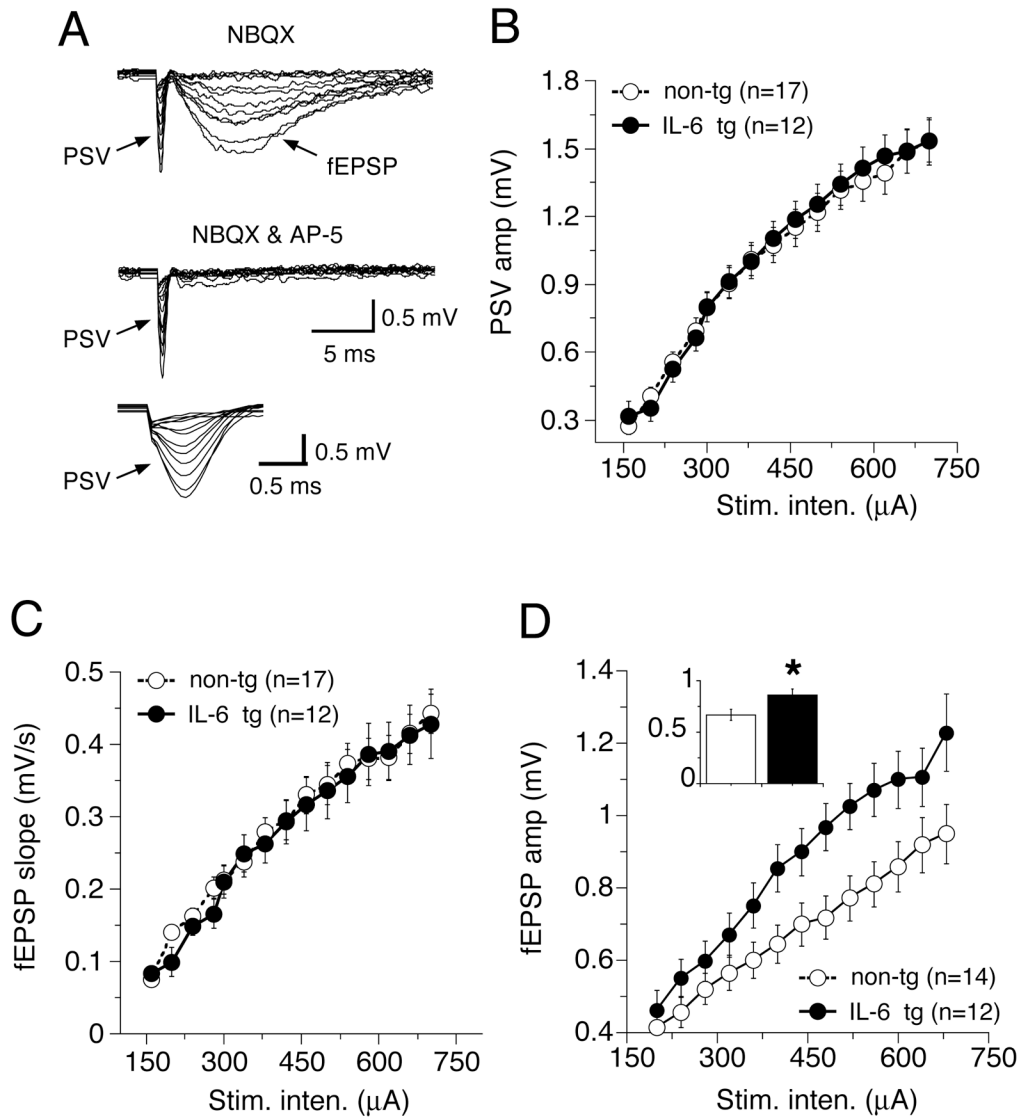 A
NBQX
PSV
fEPSP
NBQX & AP-5
PSV
0.5 mV
5 ms
PSV
0.5 mV
0.5 ms
B
non-tg (n=17)
IL-6 tg (n=12)
PSV amp (mV)
1.8
1.5
1.2
0.9
0.6
0.3
150 300 450 600 750
Stim. inten. (μA)
C
non-tg (n=17)
IL-6 tg (n=12)
fEPSP slope (mV/s)
0.5
0.4
0.3
0.2
0.1
0
150 300 450 600 750
Stim. inten. (μA)
D
fEPSP amp (mV)
1.4
1.2
1
0.8
0.6
0.4
1
0.5
0
*
non-tg (n=14)
IL-6 tg (n=12)
150 300 450 600 750
Stim. inten. (μA)